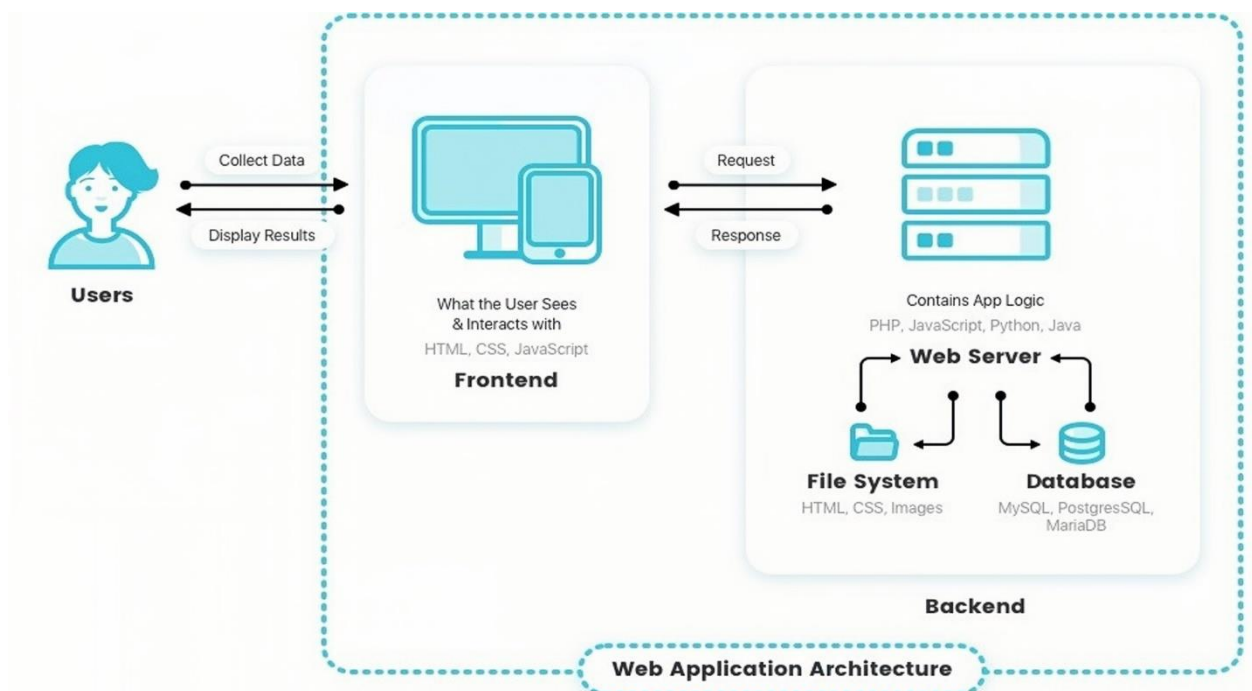 Collect Data
Display Results
Users
What the User Sees
& Interacts with
HTML, CSS, JavaScript
Frontend
Request
Response
Contains App Logic
PHP, JavaScript, Python, Java
Web Server
File System
HTML, CSS, Images
Database
MySQL, PostgresSQL,
MariaDB
Backend
Web Application Architecture